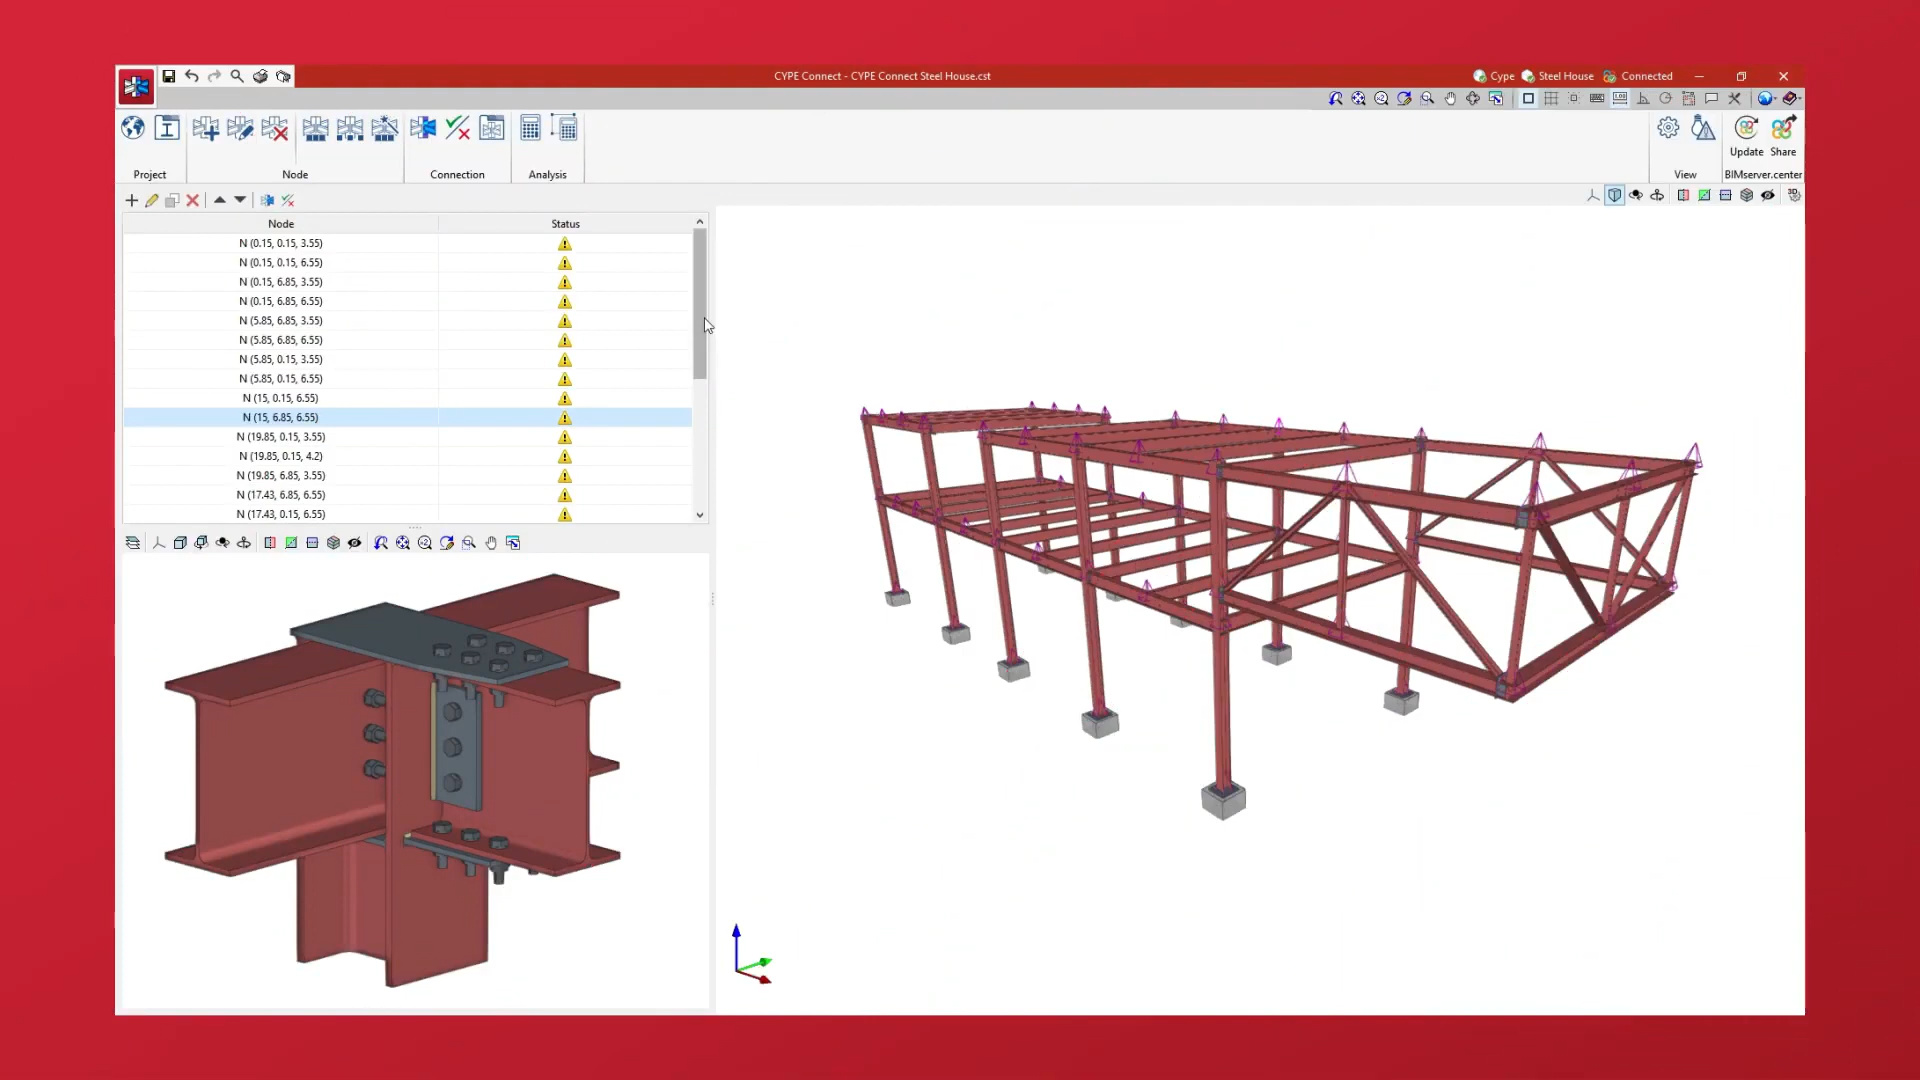 CYPE Connect - CYPE Connect Steel House.cst
Cype
Steel House
Connected
Update
Share
Project
Node
Connection
Analysis
View
BIMserver.center
Node
Status
N (0.15, 0.15, 3.55)
N (0.15, 0.15, 6.55)
N (0.15, 6.85, 3.55)
N (0.15, 6.85, 6.55)
N (5.85, 6.85, 3.55)
N (5.85, 6.85, 6.55)
N (5.85, 0.15, 3.55)
N (5.85, 0.15, 6.55)
N (15, 0.15, 6.55)
N (15, 6.85, 6.55)
N (19.85, 0.15, 3.55)
N (19.85, 0.15, 4.2)
N (19.85, 6.85, 3.55)
N (17.43, 6.85, 6.55)
N (17.43, 0.15, 6.55)